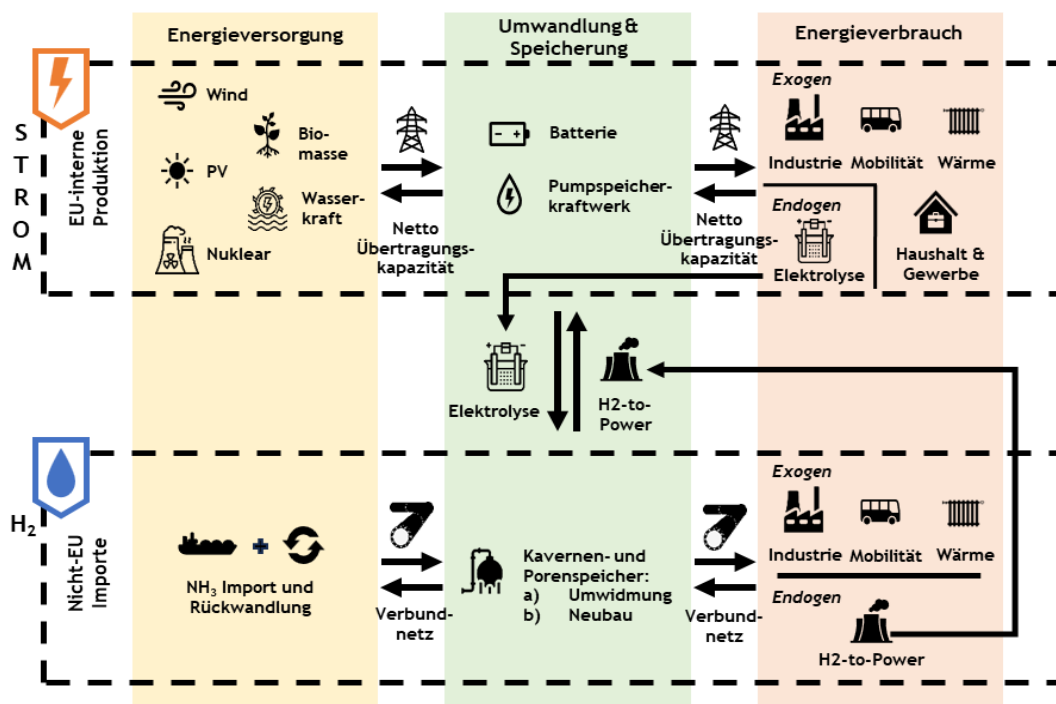 Energieversorgung
Umwandlung &
Speicherung
Energieverbrauch
STROM
EU-interne
Produktion
Wind
Bio-
masse
PV
Wasser-
kraft
Nuklear
Netto
Übertragungs-
kapazität
Batterie
Pumpspeicher-
kraftwerk
Netto
Übertragungs-
kapazität
Exogen
Industrie
Mobilität
Wärme
Endogen
Elektrolyse
Haushalt &
Gewerbe
Elektrolyse
H2-to-
Power
H₂
Nicht-EU
Importe
NH₃ Import und
Rückwandlung
Verbund-
netz
Kavernen- und
Porenspeicher:
a) Umwidmung
b) Neubau
Verbund-
netz
Exogen
Industrie
Mobilität
Wärme
Endogen
H2-to-Power